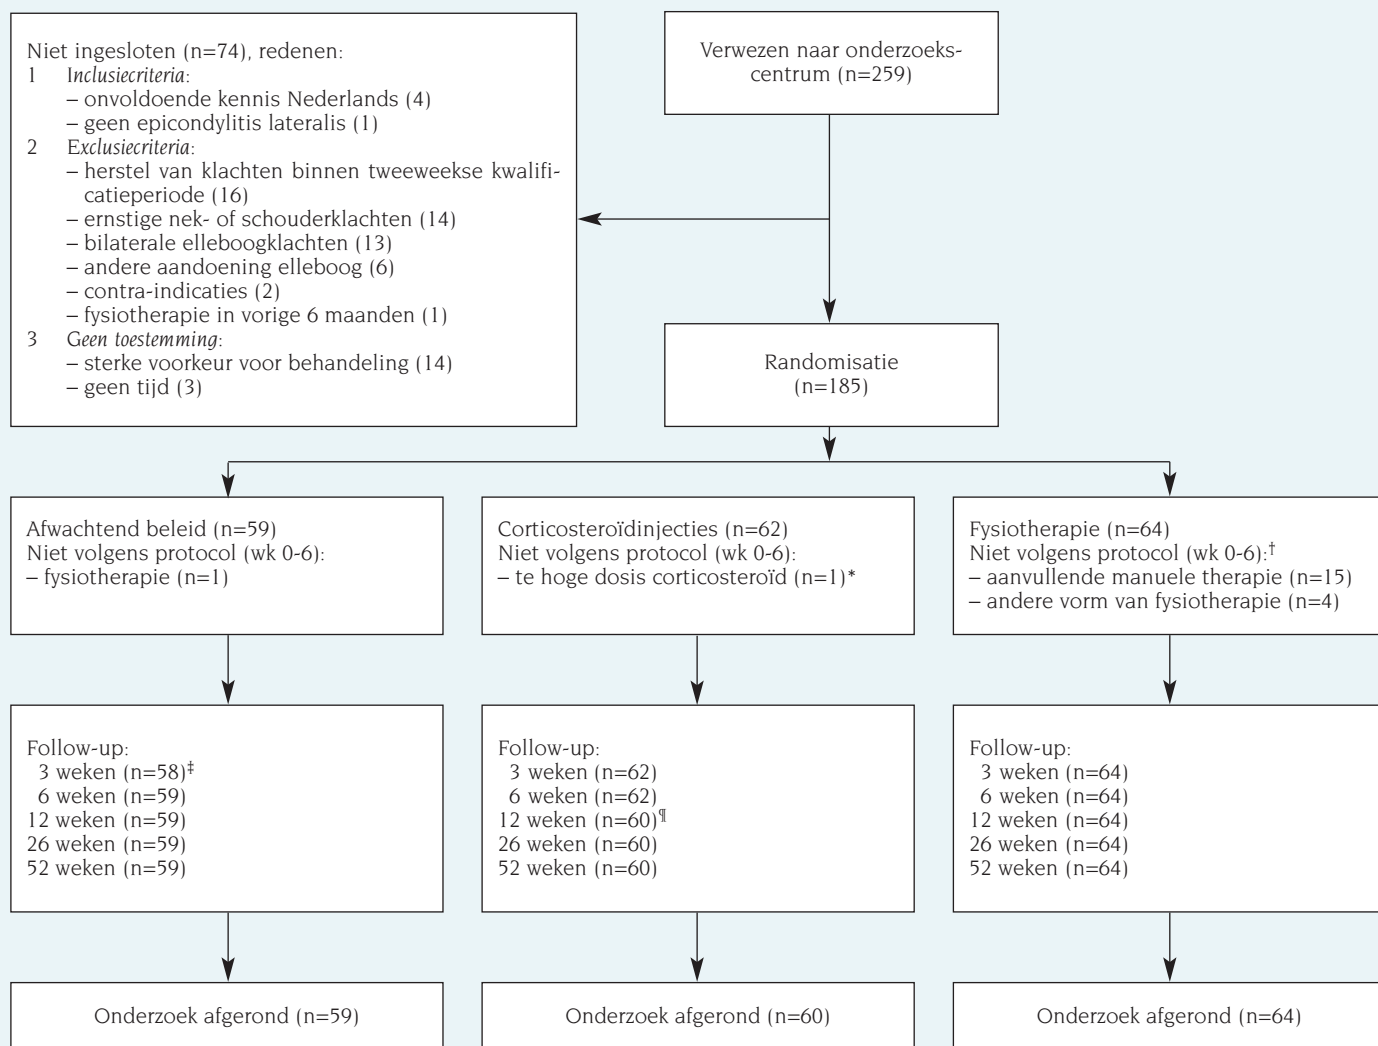 Niet ingesloten (n=74), redenen:
1 Inclusiecriteria:
– onvoldoende kennis Nederlands (4)
– geen epicondylitis lateralis (1)
2 Exclusiecriteria:
– herstel van klachten binnen tweeweekse kwalifi-
catieperiode (16)
– ernstige nek- of schouderklachten (14)
– bilaterale elleboogklachten (13)
– andere aandoening elleboog (6)
– contra-indicaties (2)
– fysiotherapie in vorige 6 maanden (1)
3 Geen toestemming:
– sterke voorkeur voor behandeling (14)
– geen tijd (3)
Verwezen naar onderzoeks-
centrum (n=259)
Randomisatie
(n=185)
Afwachtend beleid (n=59)
Niet volgens protocol (wk 0-6):
– fysiotherapie (n=1)
Corticosteroïdinjecties (n=62)
Niet volgens protocol (wk 0-6):
– te hoge dosis corticosteroïd (n=1)*
Fysiotherapie (n=64)
Niet volgens protocol (wk 0-6):†
– aanvullende manuele therapie (n=15)
– andere vorm van fysiotherapie (n=4)
Follow-up:
3 weken (n=58)‡
6 weken (n=59)
12 weken (n=59)
26 weken (n=59)
52 weken (n=59)
Follow-up:
3 weken (n=62)
6 weken (n=62)
12 weken (n=60)¶
26 weken (n=60)
52 weken (n=60)
Follow-up:
3 weken (n=64)
6 weken (n=64)
12 weken (n=64)
26 weken (n=64)
52 weken (n=64)
Onderzoek afgerond (n=59)
Onderzoek afgerond (n=60)
Onderzoek afgerond (n=64)